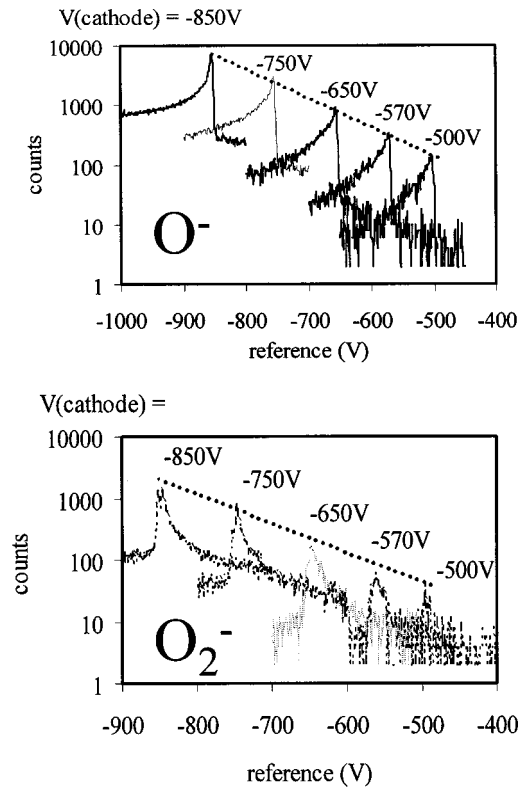 V(cathode) = -850V
10000
-750V
1000
-650V
-570V
-500V
100
counts
10
O-
1
-1000 -900 -800 -700 -600 -500 -400
reference (V)
V(cathode) =
10000
-850V
-750V
1000
-650V
-570V
100
-500V
counts
10
O2-
1
-900 -800 -700 -600 -500 -400
reference (V)